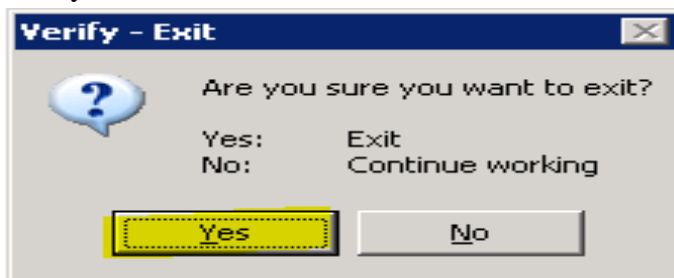 Verify - Exit
Are you sure you want to exit?
Yes: Exit
No: Continue working
Yes No